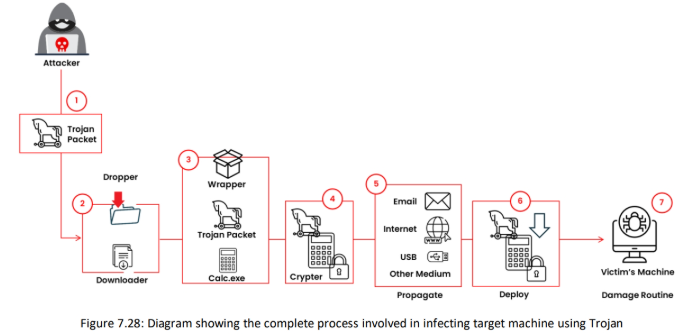 Attacker
1
Trojan
Packet
Dropper
2
Downloader
3
Wrapper
Trojan Packet
Calc.exe
4
Crypter
5
Email
Internet
WWW
USB
Other Medium
Propagate
6
Deploy
7
Victim's Machine
Damage Routine
Figure 7.28: Diagram showing the complete process involved in infecting target machine using Trojan